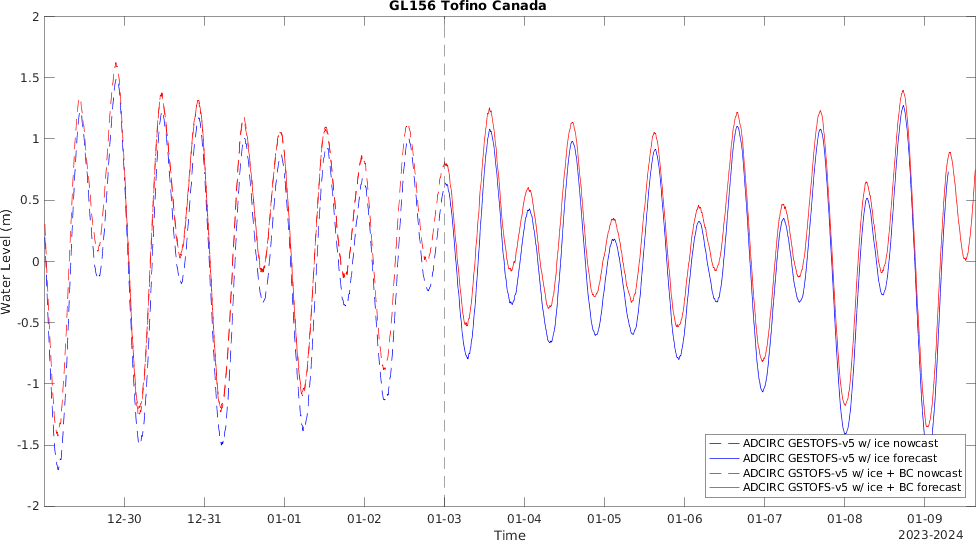 GL156 Tofino Canada
2
1.5
1
0.5
0
-0.5
-1
-1.5
-2
Water Level (m)
ADCIRC GESTOFS-v5 w/ ice nowcast
ADCIRC GESTOFS-v5 w/ ice forecast
ADCIRC GSTOFS-v5 w/ ice + BC nowcast
ADCIRC GSTOFS-v5 w/ ice + BC forecast
12-30 12-31 01-01 01-02 01-03 01-04 01-05 01-06 01-07 01-08 01-09
Time
2023-2024